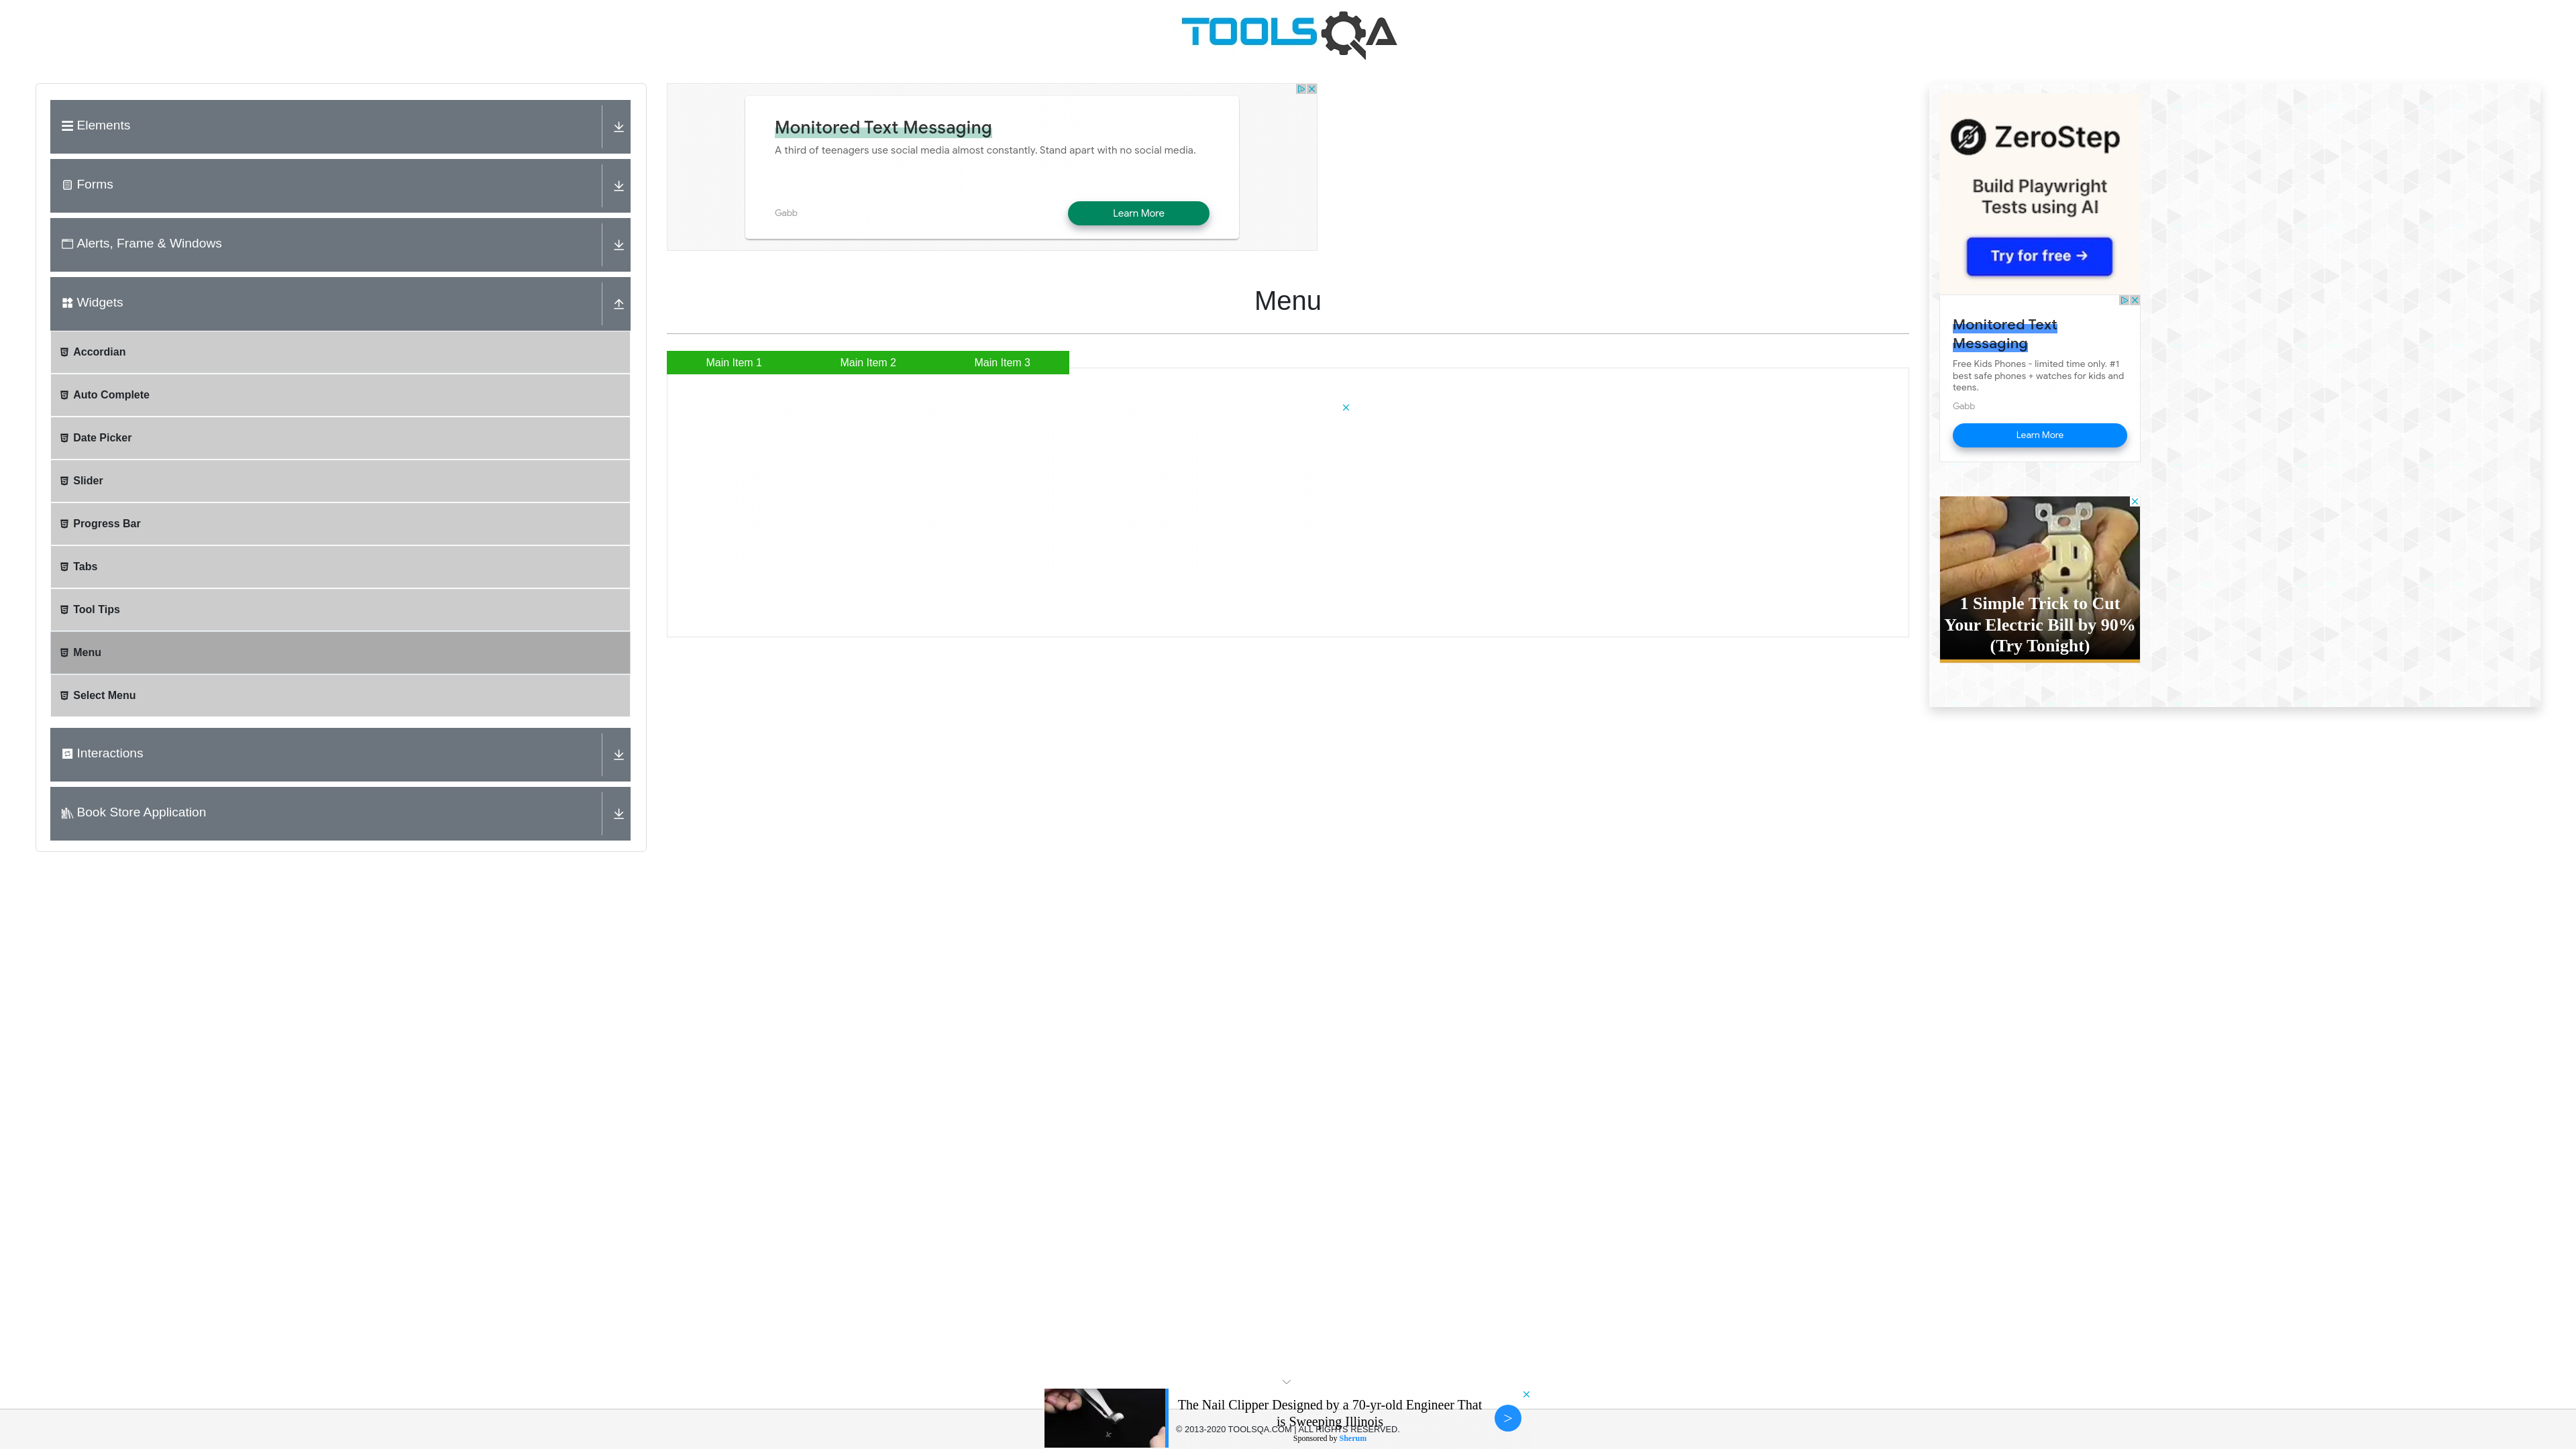 TOOLSQA
Elements
Forms
Alerts, Frame & Windows
Widgets
Accordian
Auto Complete
Date Picker
Slider
Progress Bar
Tabs
Tool Tips
Menu
Select Menu
Interactions
Book Store Application
Monitored Text Messaging
A third of teenagers use social media almost constantly. Stand apart with no social media.
Gabb
Learn More
Menu
Main Item 1
Main Item 2
Main Item 3
ZeroStep
Build Playwright
Tests using AI
Try for free →
Monitored Text
Messaging
Free Kids Phones - limited time only. #1
best safe phones + watches for kids and
teens.
Gabb
Learn More
1 Simple Trick to Cut
Your Electric Bill by 90%
(Try Tonight)
The Nail Clipper Designed by a 70-yr-old Engineer That
is Sweeping Illinois
© 2013-2020 TOOLSQA.COM | ALL RIGHTS RESERVED.
Sponsored by Sherum